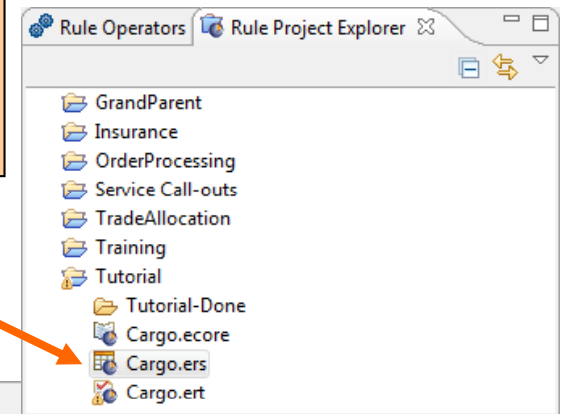 Rule Operators Rule Project Explorer
GrandParent
Insurance
OrderProcessing
Service Call-outs
TradeAllocation
Training
Tutorial
Tutorial-Done
Cargo.ecore
Cargo.ers
Cargo.ert